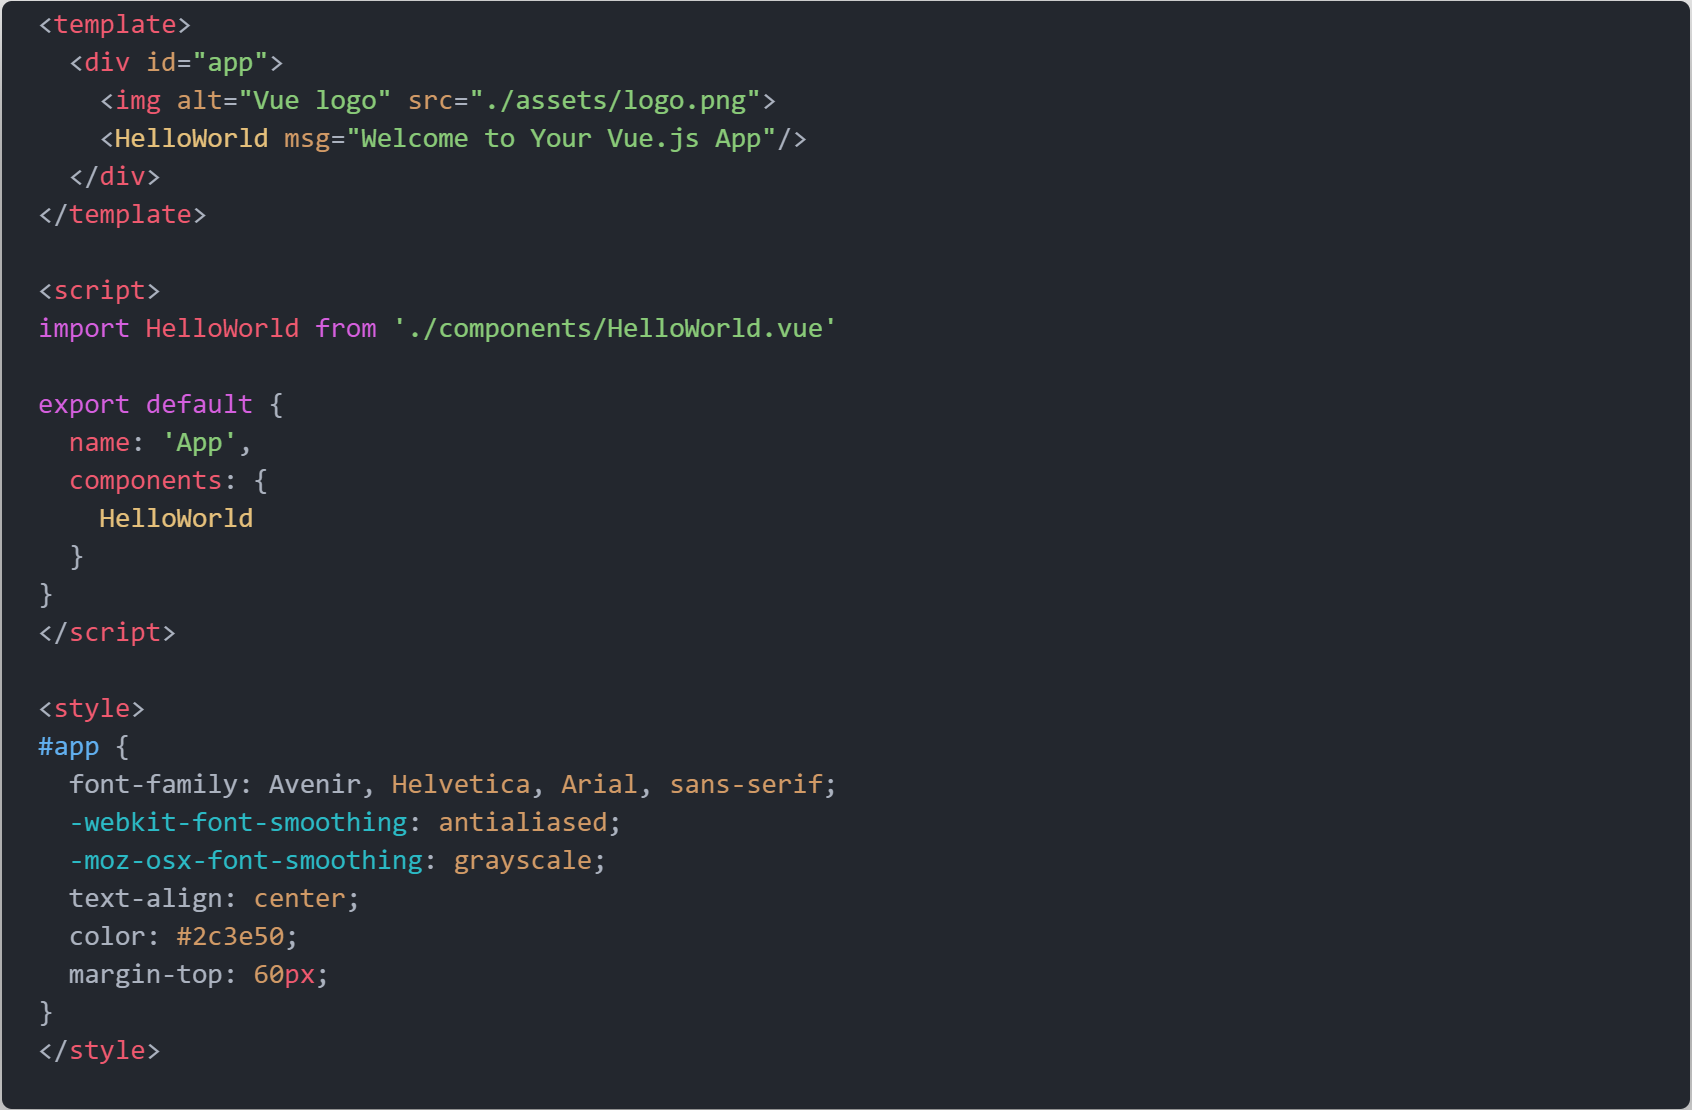 <template>
  <div id="app">
    <img alt="Vue logo" src="./assets/logo.png">
    <HelloWorld msg="Welcome to Your Vue.js App"/>
  </div>
</template>

<script>
import HelloWorld from './components/HelloWorld.vue'

export default {
  name: 'App',
  components: {
    HelloWorld
  }
}
</script>

<style>
#app {
  font-family: Avenir, Helvetica, Arial, sans-serif;
  -webkit-font-smoothing: antialiased;
  -moz-osx-font-smoothing: grayscale;
  text-align: center;
  color: #2c3e50;
  margin-top: 60px;
}
</style>